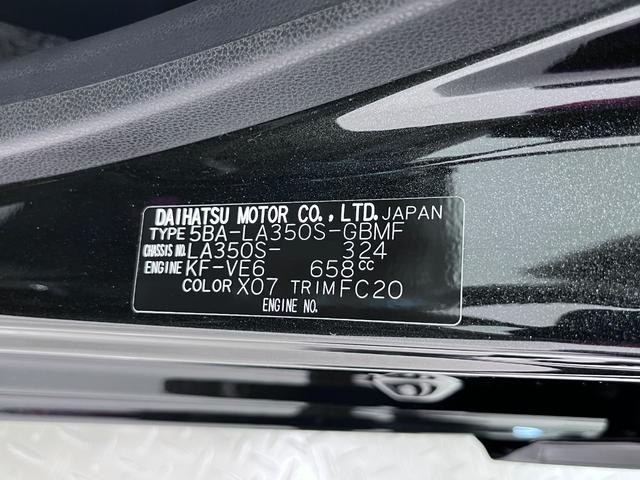 DAIHATSU MOTOR CO., LTD. JAPAN
TYPE 5BA-LA350S-GBMF
CHASSIS NO. LA350S- 324
ENGINE KF-VE6 658cc
COLOR X07 TRIM FC20
ENGINE NO.